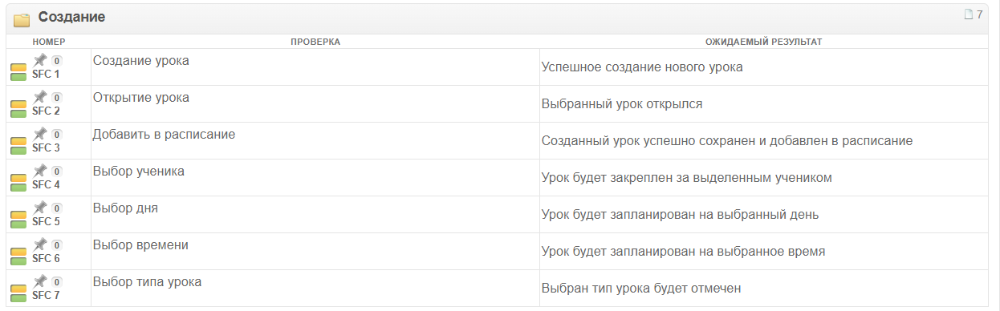 Создание
7
НОМЕР ПРОВЕРКА ОЖИДАЕМЫЙ РЕЗУЛЬТАТ
0 Создание урока
SFC 1 Успешное создание нового урока
0 Открытие урока
SFC 2 Выбранный урок открылся
0 Добавить в расписание
SFC 3 Созданный урок успешно сохранен и добавлен в расписание
0 Выбор ученика
SFC 4 Урок будет закреплен за выделенным учеником
0 Выбор дня
SFC 5 Урок будет запланирован на выбранный день
0 Выбор времени
SFC 6 Урок будет запланирован на выбранное время
0 Выбор типа урока
SFC 7 Выбран тип урока будет отмечен